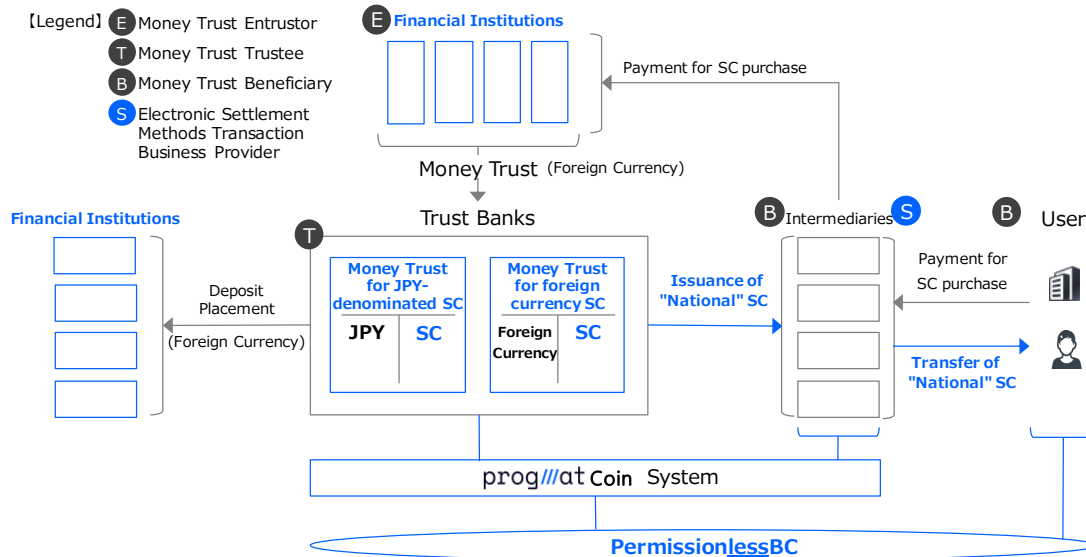 【Legend】
E Money Trust Entrustor
T Money Trust Trustee
B Money Trust Beneficiary
S Electronic Settlement
Methods Transaction
Business Provider
E Financial Institutions
Payment for SC purchase
Money Trust (Foreign Currency)
Trust Banks
Financial Institutions
Deposit
Placement
(Foreign Currency)
T
Money Trust
for JPY-
denominated SC
JPY
SC
Money Trust
for foreign
currency SC
Foreign
Currency
SC
Issuance of
"National" SC
B Intermediaries S
B User
Payment for
SC purchase
Transfer of
"National" SC
progmat Coin System
PermissionlessBC